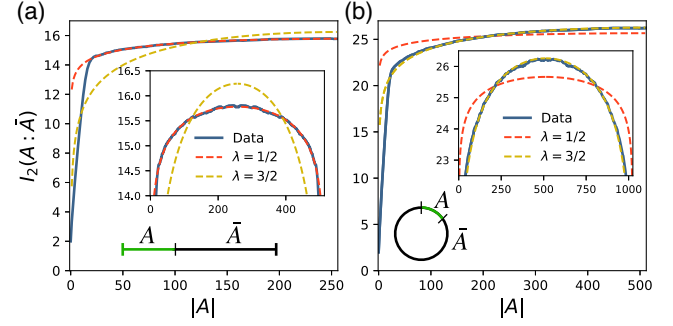 (a)
I₂(A : Ā)
16
14
12
10
8
6
4
2
0
0 50 100 150 200 250
|A|
16.5
16.0
15.5
15.0
14.5
14.0
0 200 400
Data
λ = 1/2
λ = 3/2
A Ā
(b)
25
20
15
10
5
0
0 100 200 300 400 500
|A|
26
25
24
23
0 250 500 750 1000
Data
λ = 1/2
λ = 3/2
A
Ā